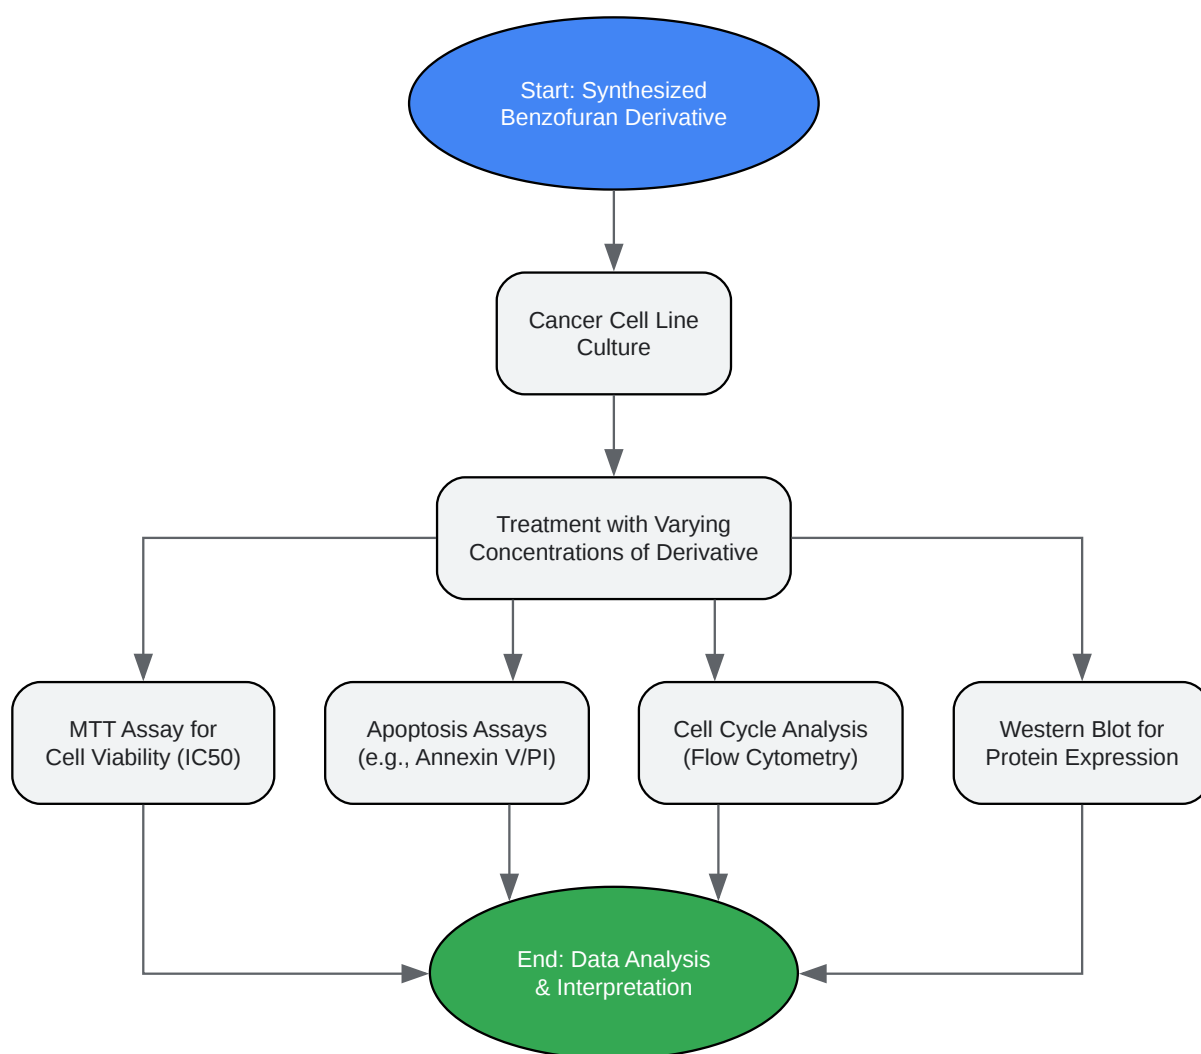 Start: Synthesized
Benzofuran Derivative
Cancer Cell Line
Culture
Treatment with Varying
Concentrations of Derivative
MTT Assay for
Cell Viability (IC50)
Apoptosis Assays
(e.g., Annexin V/PI)
Cell Cycle Analysis
(Flow Cytometry)
Western Blot for
Protein Expression
End: Data Analysis
& Interpretation